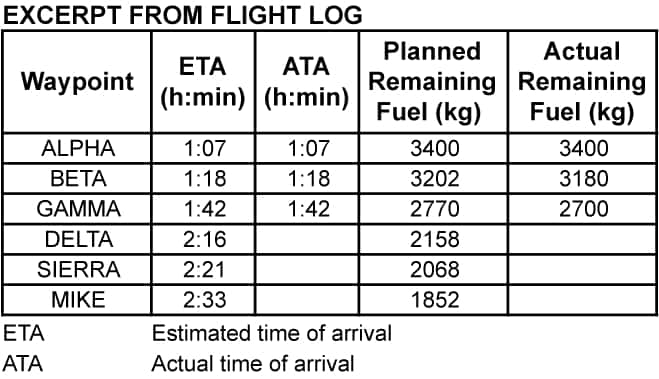 EXCERPT FROM FLIGHT LOG
Waypoint ETA (h:min) ATA (h:min) Planned Remaining Fuel (kg) Actual Remaining Fuel (kg)
ALPHA 1:07 1:07 3400 3400
BETA 1:18 1:18 3202 3180
GAMMA 1:42 1:42 2770 2700
DELTA 2:16 2158
SIERRA 2:21 2068
MIKE 2:33 1852
ETA Estimated time of arrival
ATA Actual time of arrival